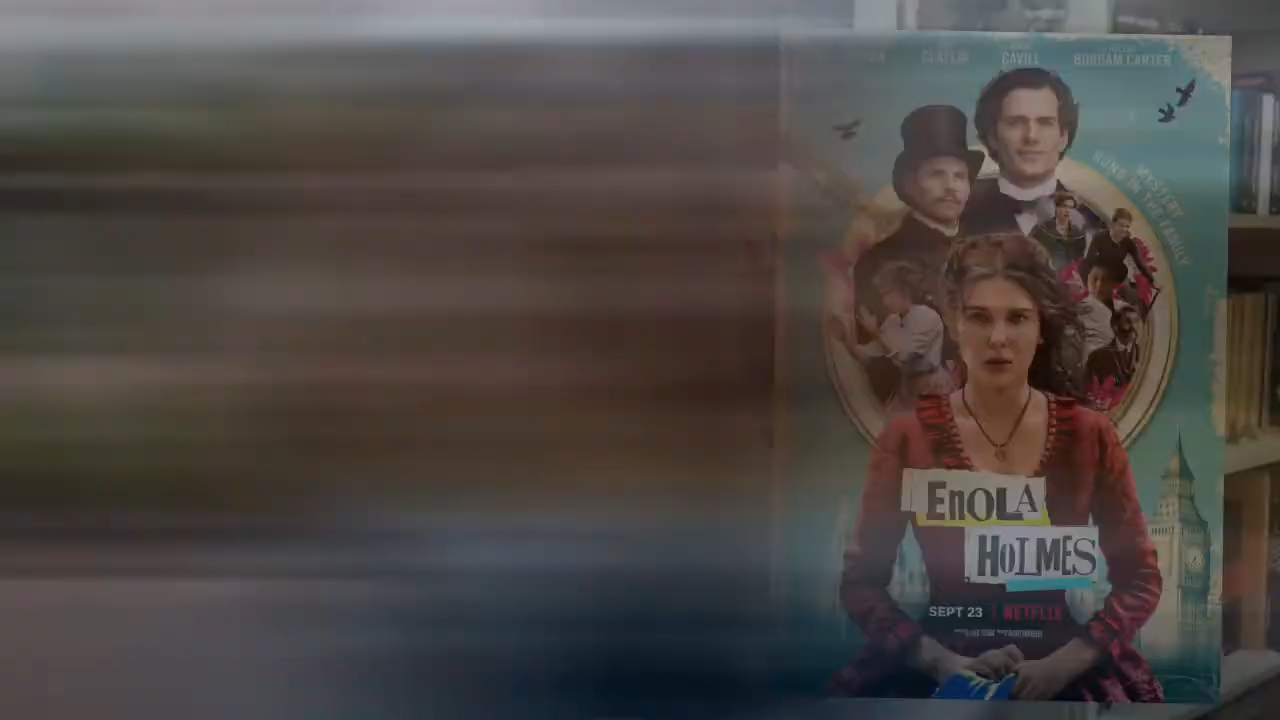 CLAFLIN CAVILL BONHAM CARTER
MYSTERY
RUNS IN THE FAMILY
ENOLA
HOLMES
SEPT 23 | NETFLIX